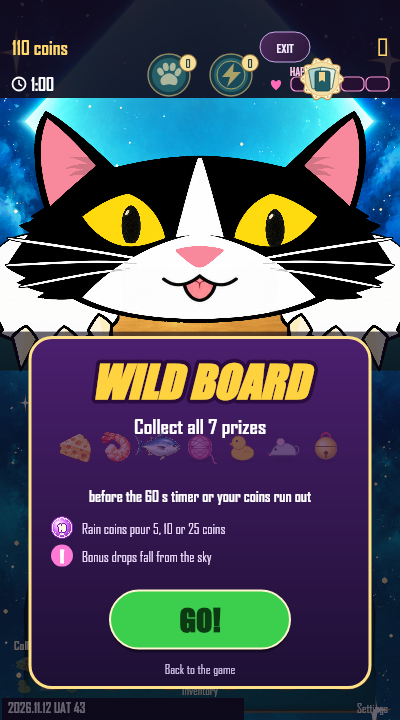 110 coins
EXIT
0
0
1:00
WILD BOARD
Collect all 7 prizes
before the 60 s timer or your coins run out
10
Rain coins pour 5, 10 or 25 coins
Bonus drops fall from the sky
GO!
Back to the game
Inventory
2026.11.12 UAT 43
Settings